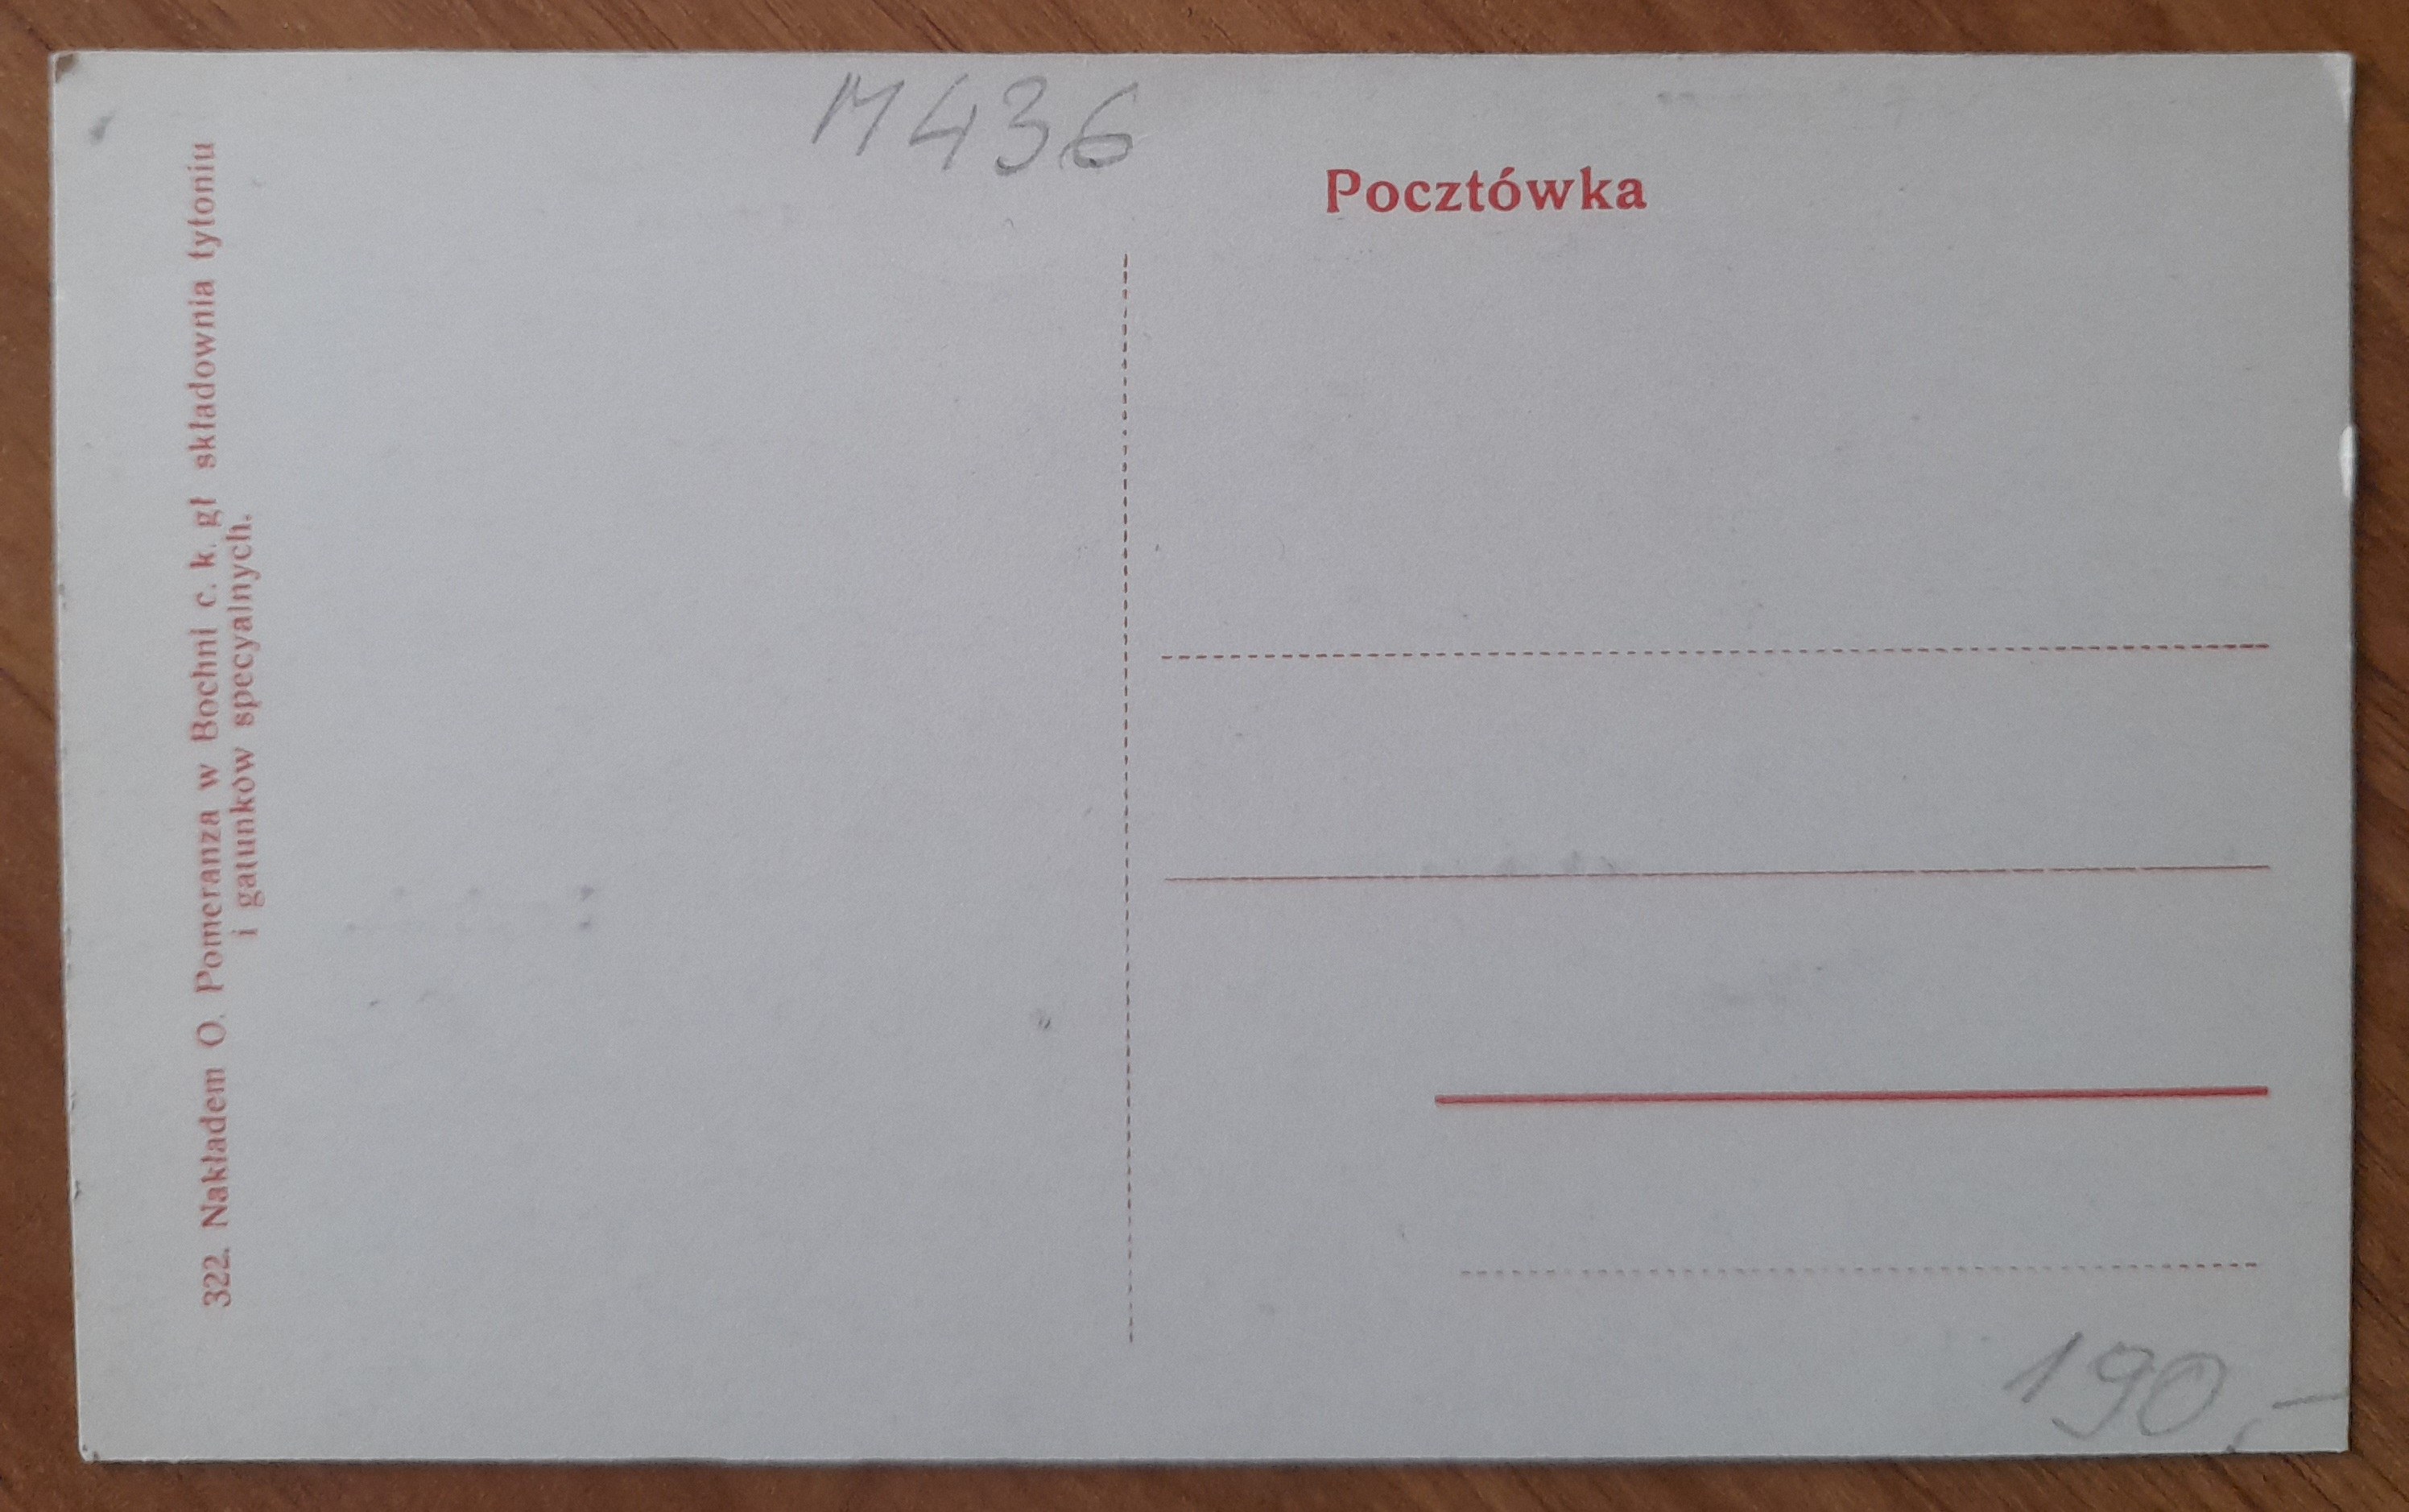 M436
Pocztówka
322. Nakładem O. Pomeranza w Bochni c. k. gł składownia tytoniu
i gatunków specyalnych.
190,-